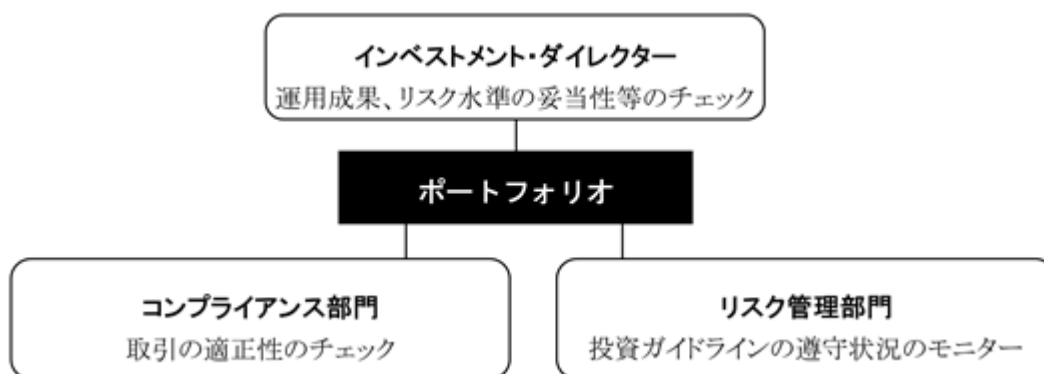 インベストメント・ダイレクター
運用成果、リスク水準の妥当性等のチェック
ポートフォリオ
コンプライアンス部門
取引の適正性のチェック
リスク管理部門
投資ガイドラインの遵守状況のモニター